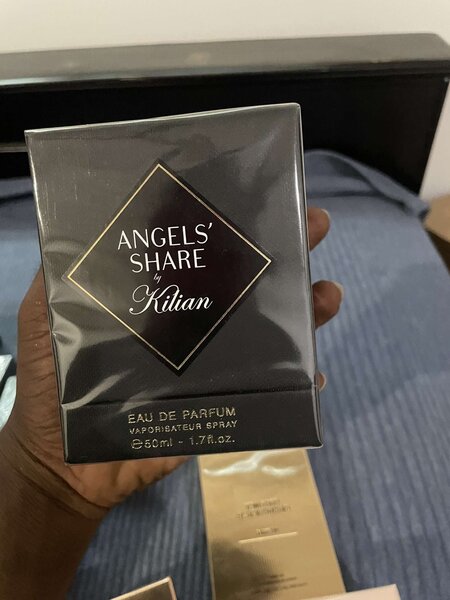 ANGELS'
SHARE
by
Kilian
EAU DE PARFUM
VAPORISATEUR SPRAY
℮50ml - 1.7fl.oz.